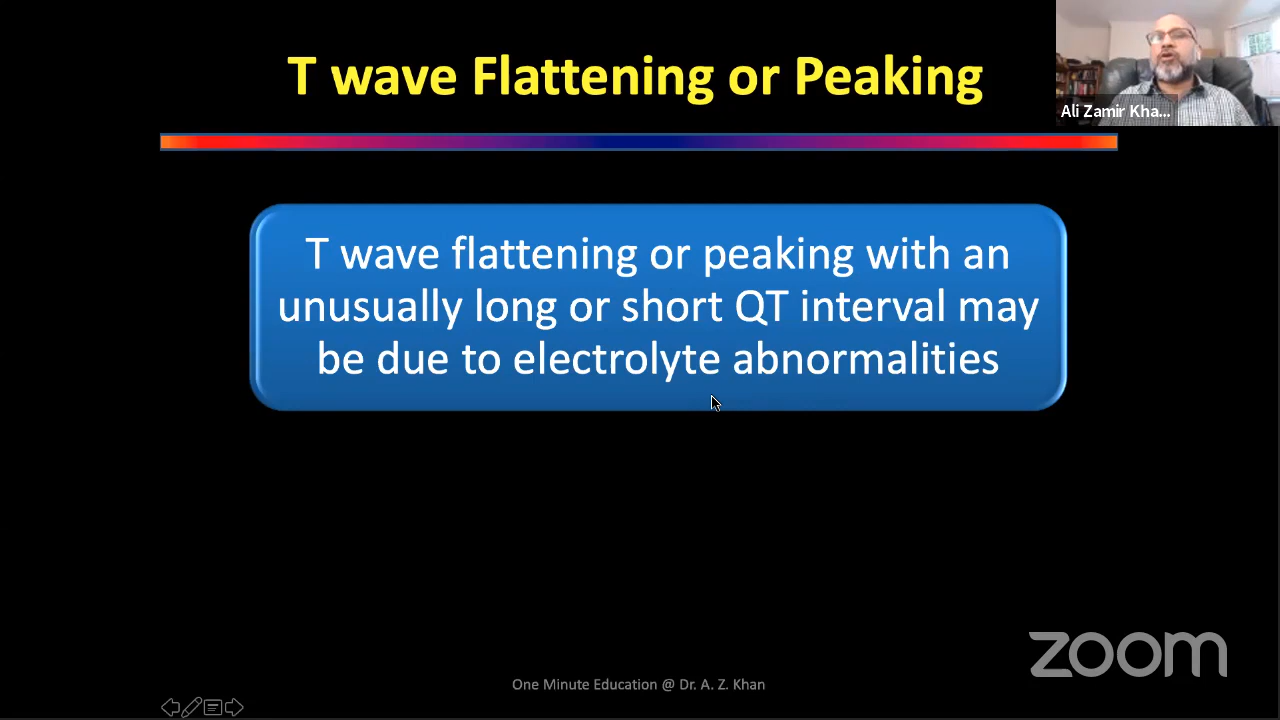 T wave Flattening or Peaking
Ali Zamir Kha...
T wave flattening or peaking with an
unusually long or short QT interval may
be due to electrolyte abnormalities
zoom
One Minute Education @ Dr. A. Z. Khan